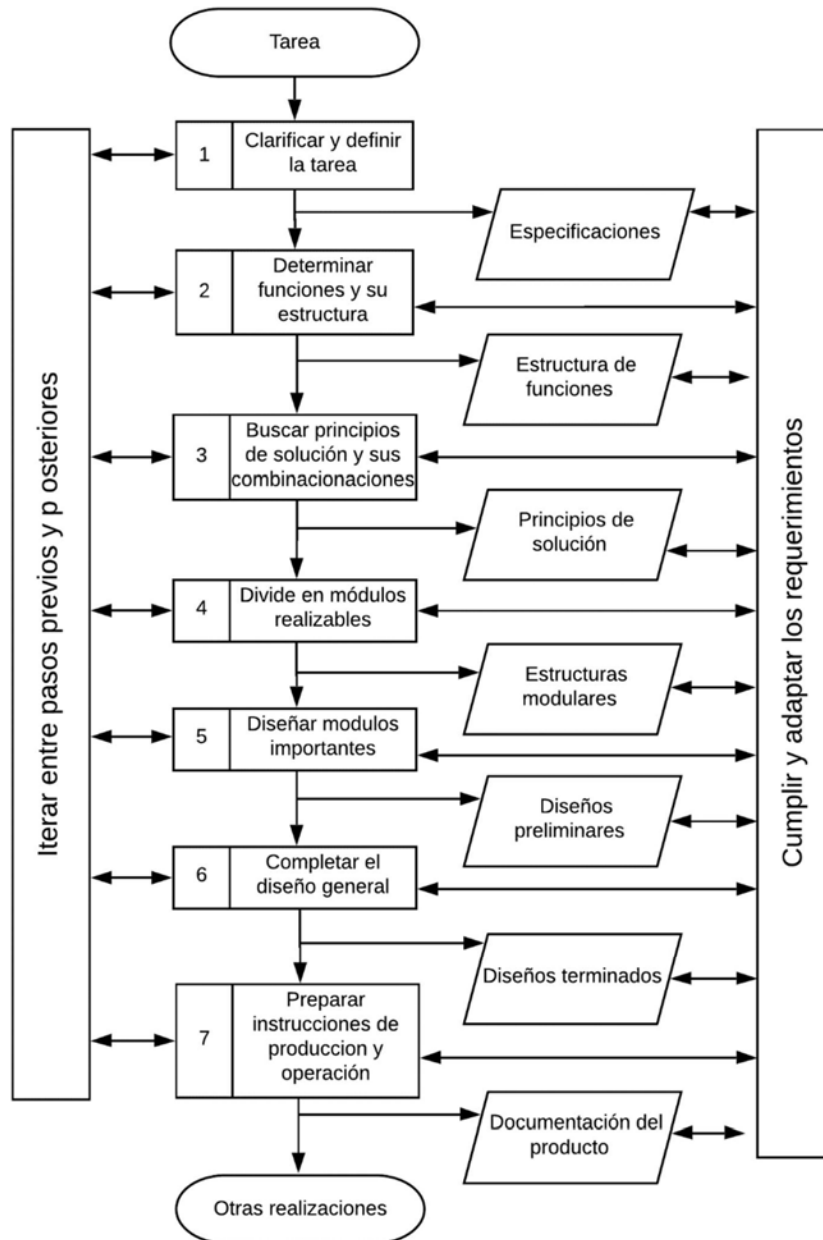 Tarea
1
Clarificar y definir
la tarea
Especificaciones
2
Determinar
funciones y su
estructura
Estructura de
funciones
3
Buscar principios
de solución y sus
combinacionaciones
Principios de
solución
4
Divide en módulos
realizables
Estructuras
modulares
5
Diseñar modulos
importantes
Diseños
preliminares
6
Completar el
diseño general
Diseños terminados
7
Preparar
instrucciones de
produccion y
operación
Documentación del
producto
Otras realizaciones
Iterar entre pasos previos y p osteriores
Cumplir y adaptar los requerimientos